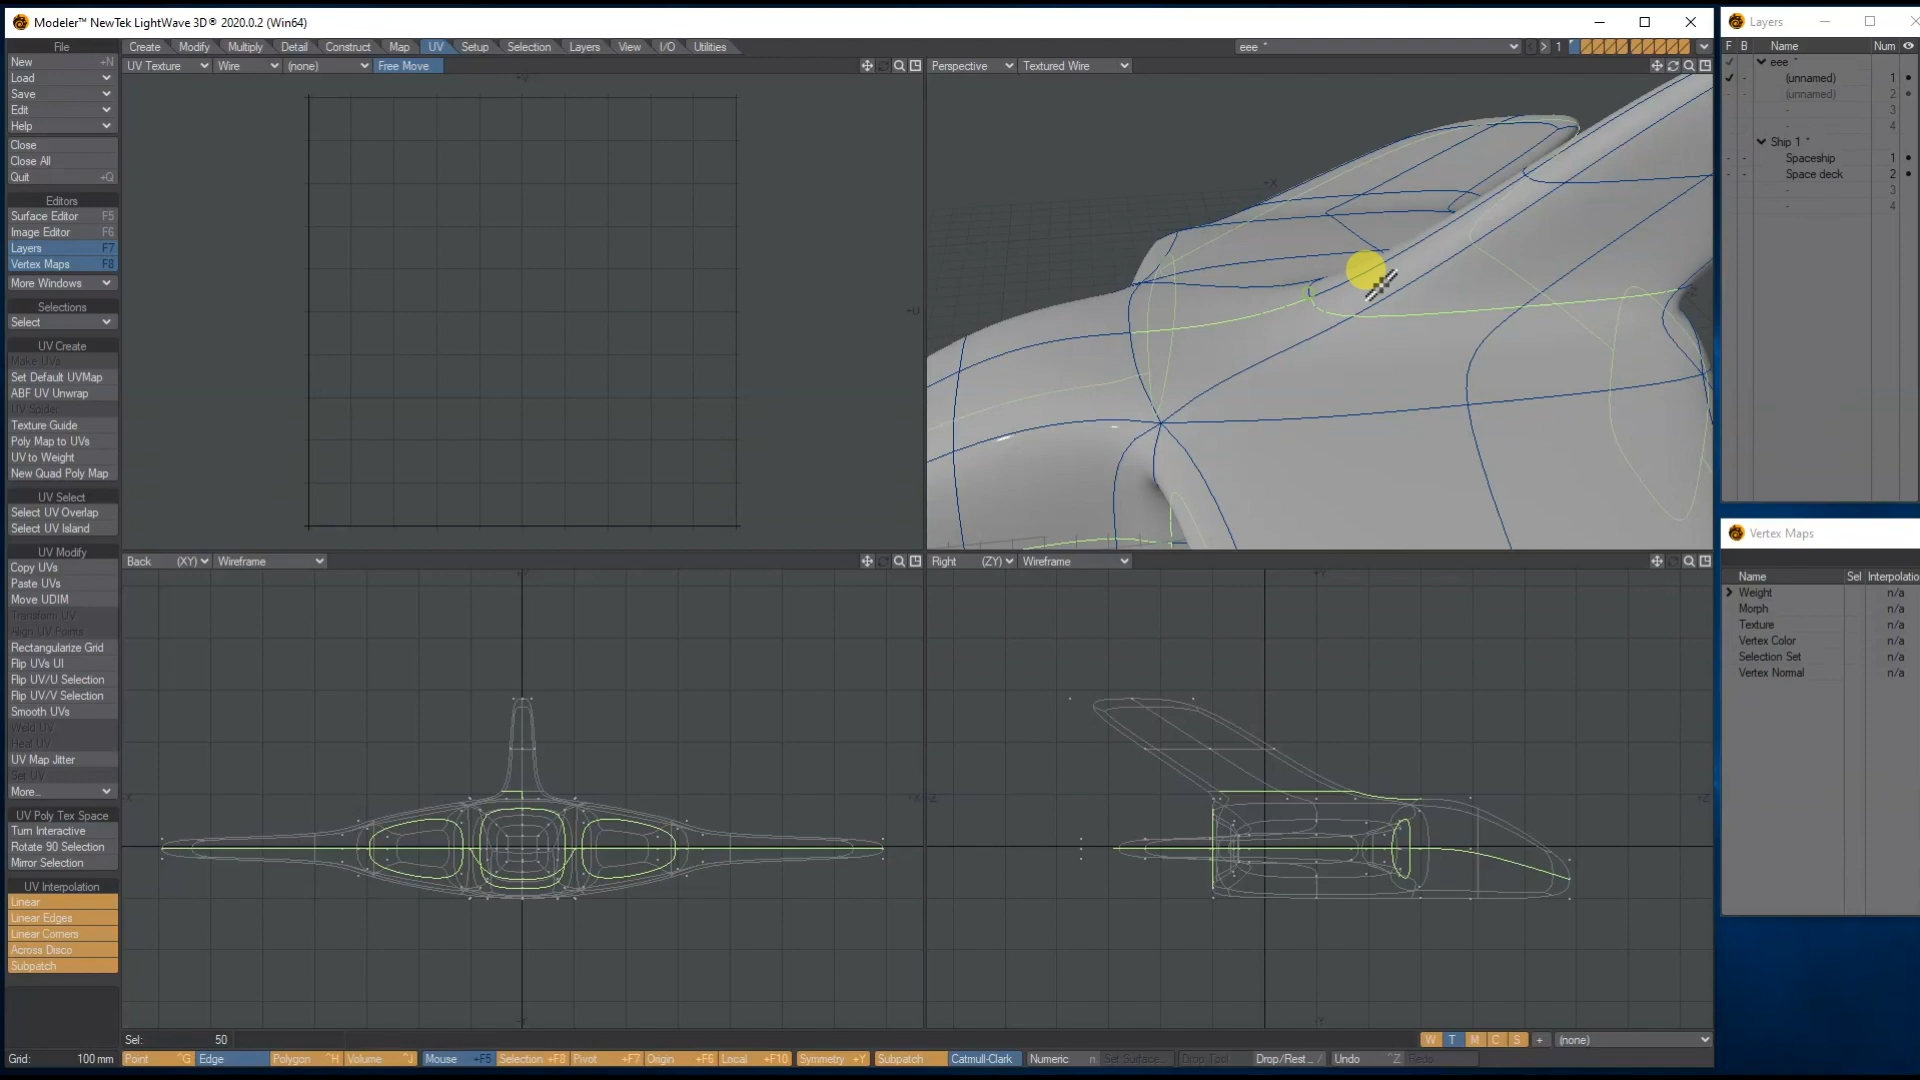 Modeler™ NewTek LightWave 3D® 2020.0.2 (Win64)
File
New +N
Load
Save
Edit
Help
Close
Close All
Quit +Q
Editors
Surface Editor F5
Image Editor F6
Layers F7
Vertex Maps F8
More Windows
Selections
Select
UV Create
Make UVs
Set Default UVMap
ABF UV Unwrap
UV Spider
Texture Guide
Poly Map to UVs
UV to Weight
New Quad Poly Map
UV Select
Select UV Overlap
Select UV Island
UV Modify
Copy UVs
Paste UVs
Move UDIM
Transform UV
Align UV Points
Rectangularize Grid
Flip UVs UI
Flip UV/U Selection
Flip UV/V Selection
Smooth UVs
Weld UV
Heal UV
UV Map Jitter
Set UV
More...
UV Poly Tex Space
Turn Interactive
Rotate 90 Selection
Mirror Selection
UV Interpolation
Linear
Linear Edges
Linear Corners
Across Disco
Subpatch
Create Modify Multiply Detail Construct Map UV Setup Selection Layers View I/O Utilities
eee * 1
UV Texture Wire (none) Free Move
Perspective Textured Wire
+U
Back (XY) Wireframe
Right (ZY) Wireframe
Sel: 50
W T M C S + (none)
Grid: 100 mm Point ^G Edge Polygon ^H Volume ^J Mouse +F5 Selection +F8 Pivot +F7 Origin +F6 Local +F10 Symmetry +Y Subpatch Catmull-Clark Numeric n Set Surface... Drop Tool Drop/Rest... / Undo ^Z Redo
Layers
F B Name Num
eee *
(unnamed) 1
(unnamed) 2
- 3
- 4
Ship 1 *
Spaceship 1
Space deck 2
- 3
- 4
Vertex Maps
Name Sel Interpolatio
Weight n/a
Morph n/a
Texture n/a
Vertex Color n/a
Selection Set n/a
Vertex Normal n/a